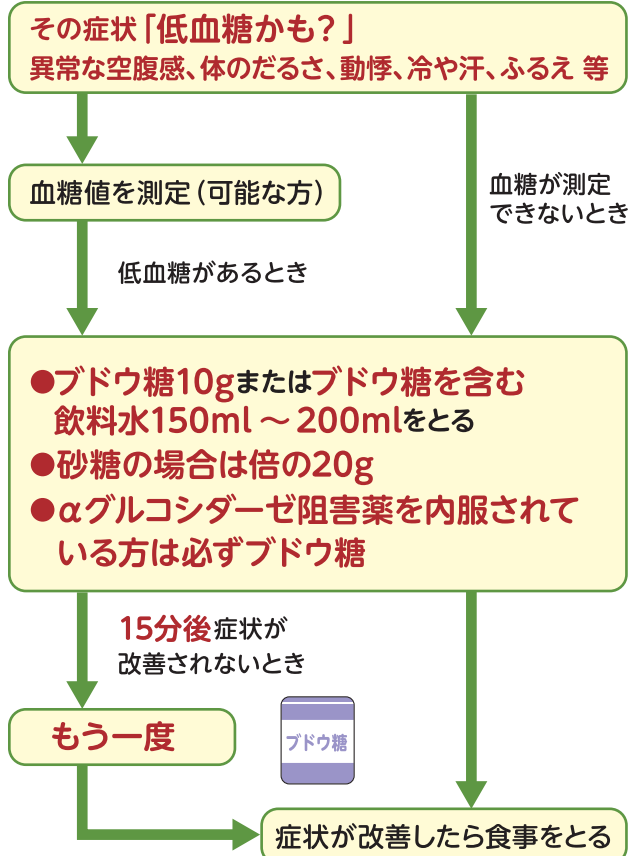 その症状「低血糖かも？」
異常な空腹感、体のだるさ、動悸、冷や汗、ふるえ 等
血糖値を測定（可能な方）
血糖が測定
できないとき
低血糖があるとき
●ブドウ糖10gまたはブドウ糖を含む
飲料水150ml ～ 200mlをとる
●砂糖の場合は倍の20g
●αグルコシダーゼ阻害薬を内服されて
いる方は必ずブドウ糖
15分後症状が
改善されないとき
もう一度
ブドウ糖
症状が改善したら食事をとる